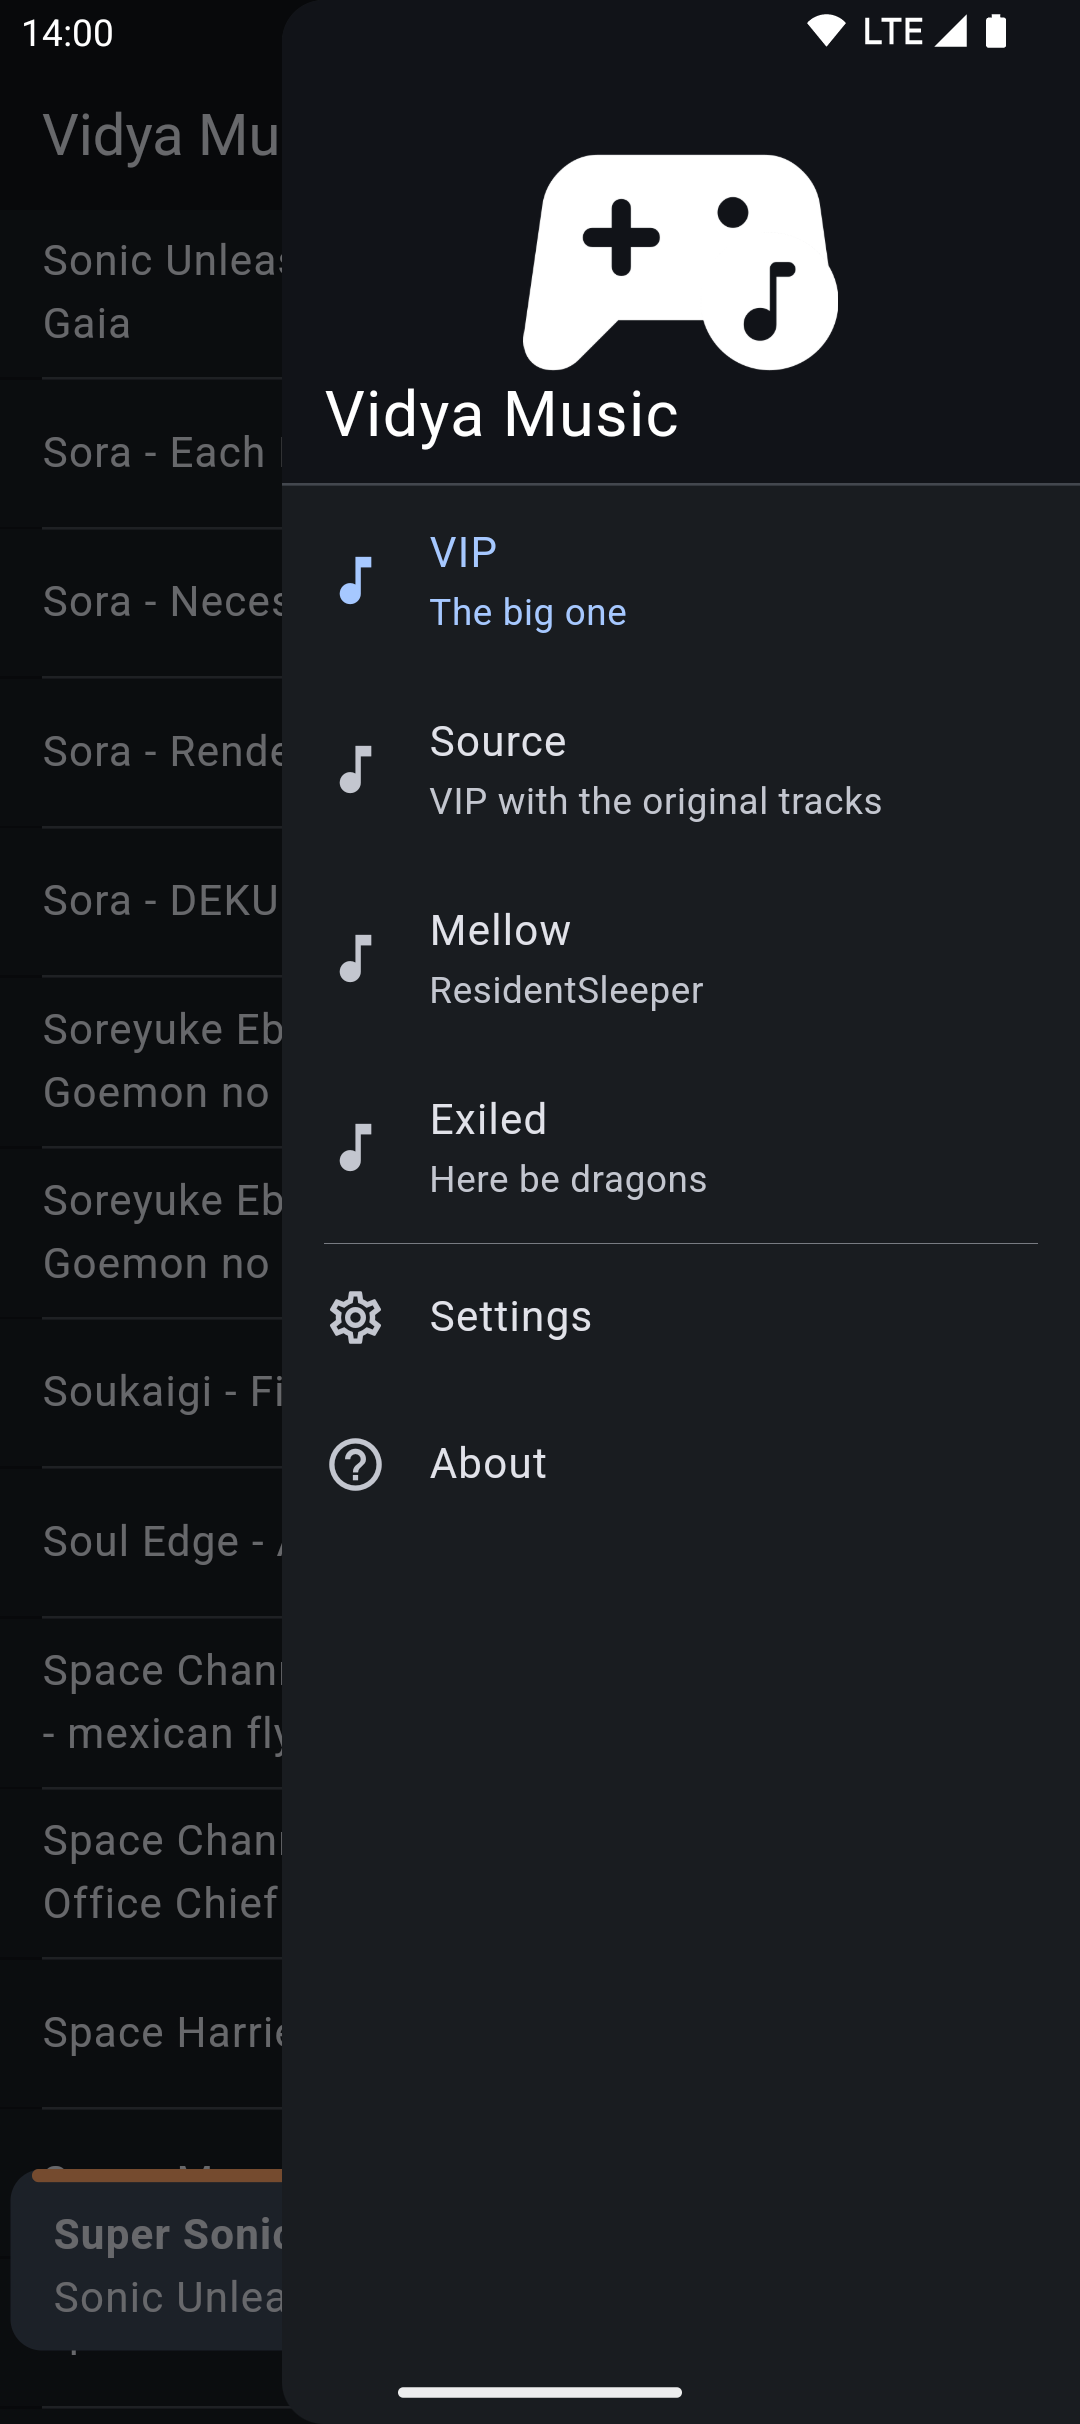 14:00
LTE
Vidya Mu
Sonic Unleas
Gaia
Sora - Each
Sora - Neces
Sora - Rende
Sora - DEKU
Soreyuke Eb
Goemon no
Soreyuke Eb
Goemon no
Soukaigi - Fi
Soul Edge -
Space Chann
- mexican fly
Space Chann
Office Chief
Space Harrie
Super Sonic
Sonic Unlea
Vidya Music
VIP
The big one
Source
VIP with the original tracks
Mellow
ResidentSleeper
Exiled
Here be dragons
Settings
About